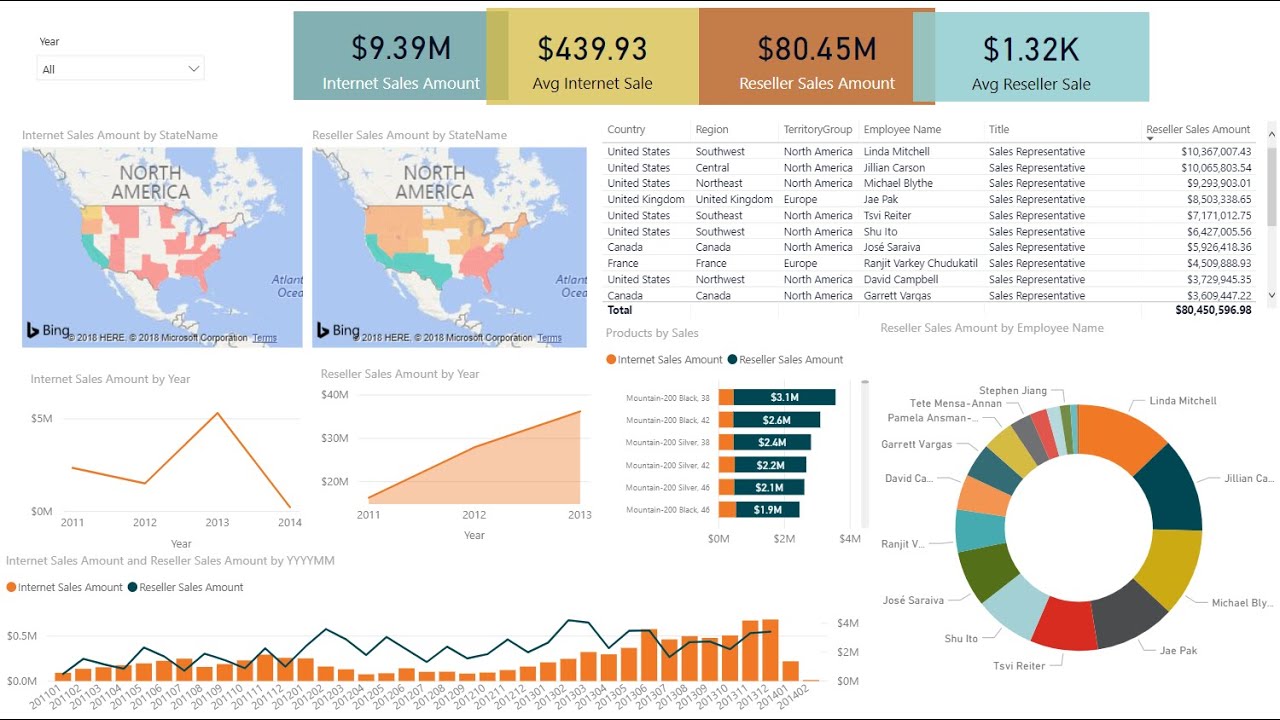 Year
All
$9.39M
Internet Sales Amount
$439.93
Avg Internet Sale
$80.45M
Reseller Sales Amount
$1.32K
Avg Reseller Sale
Internet Sales Amount by StateName
NORTH
AMERICA
Atlant
Ocea
Bing
© 2018 HERE, © 2018 Microsoft Corporation Terms
Reseller Sales Amount by StateName
NORTH
AMERICA
Atlant
Ocea
Bing
© 2018 HERE, © 2018 Microsoft Corporation Terms
Country Region TerritoryGroup Employee Name Title Reseller Sales Amount
United States Southwest North America Linda Mitchell Sales Representative $10,367,007.43
United States Central North America Jillian Carson Sales Representative $10,065,803.54
United States Northeast North America Michael Blythe Sales Representative $9,293,903.01
United Kingdom United Kingdom Europe Jae Pak Sales Representative $8,503,338.65
United States Southeast North America Tsvi Reiter Sales Representative $7,171,012.75
United States Southwest North America Shu Ito Sales Representative $6,427,005.56
Canada Canada North America José Saraiva Sales Representative $5,926,418.36
France France Europe Ranjit Varkey Chudukatil Sales Representative $4,509,888.93
United States Northwest North America David Campbell Sales Representative $3,729,945.35
Canada Canada North America Garrett Vargas Sales Representative $3,609,447.22
Total $80,450,596.98
Internet Sales Amount by Year
$5M
$0M
2011 2012 2013 2014
Year
Reseller Sales Amount by Year
$40M
$30M
$20M
2011 2012 2013
Year
Products by Sales
Internet Sales Amount Reseller Sales Amount
Mountain-200 Black, 38 $3.1M
Mountain-200 Black, 42 $2.6M
Mountain-200 Silver, 38 $2.4M
Mountain-200 Silver, 42 $2.2M
Mountain-200 Silver, 46 $2.1M
Mountain-200 Black, 46 $1.9M
$0M $2M $4M
Reseller Sales Amount by Employee Name
Stephen Jiang
Tete Mensa-Annan
Pamela Ansman-...
Garrett Vargas
David Ca...
Ranjit V...
José Saraiva
Shu Ito
Tsvi Reiter
Jae Pak
Michael Bly...
Jillian Ca...
Linda Mitchell
Internet Sales Amount and Reseller Sales Amount by YYYYMM
Internet Sales Amount Reseller Sales Amount
$0.5M
$0.0M
$4M
$2M
$0M
201101 201102 201103 201104 201105 201106 201107 201108 201109 201110 201111 201112 201201 201202 201203 201204 201205 201206 201207 201208 201209 201210 201211 201212 201301 201302 201303 201304 201305 201306 201307 201308 201309 201310 201311 201312 201401 201402